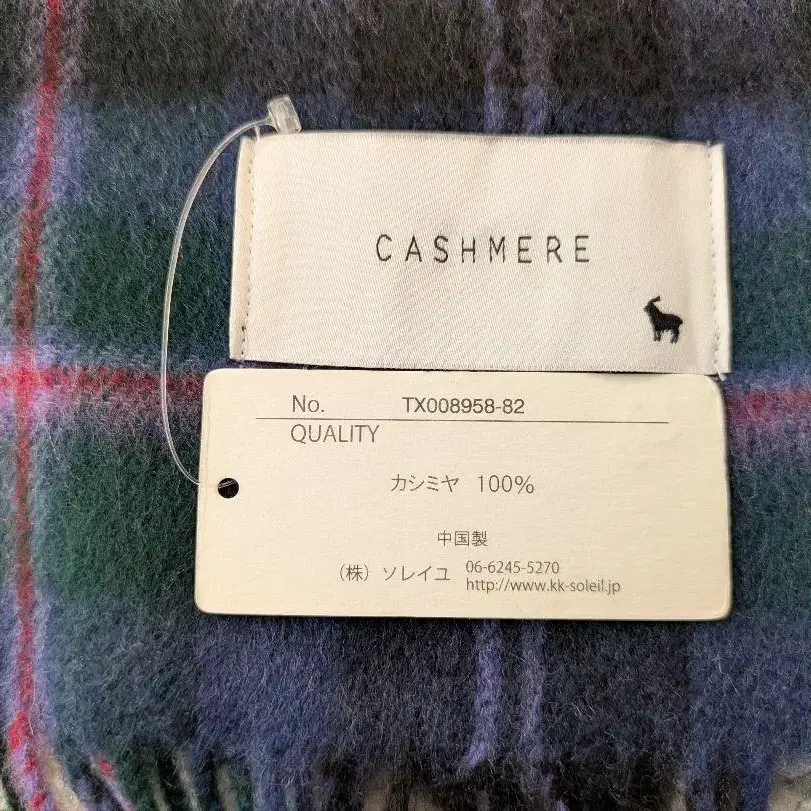 CASHMERE
No. TX008958-82
QUALITY
カシミヤ 100%
中国製
（株）ソレイユ 06-6245-5270
http://www.kk-soleil.jp